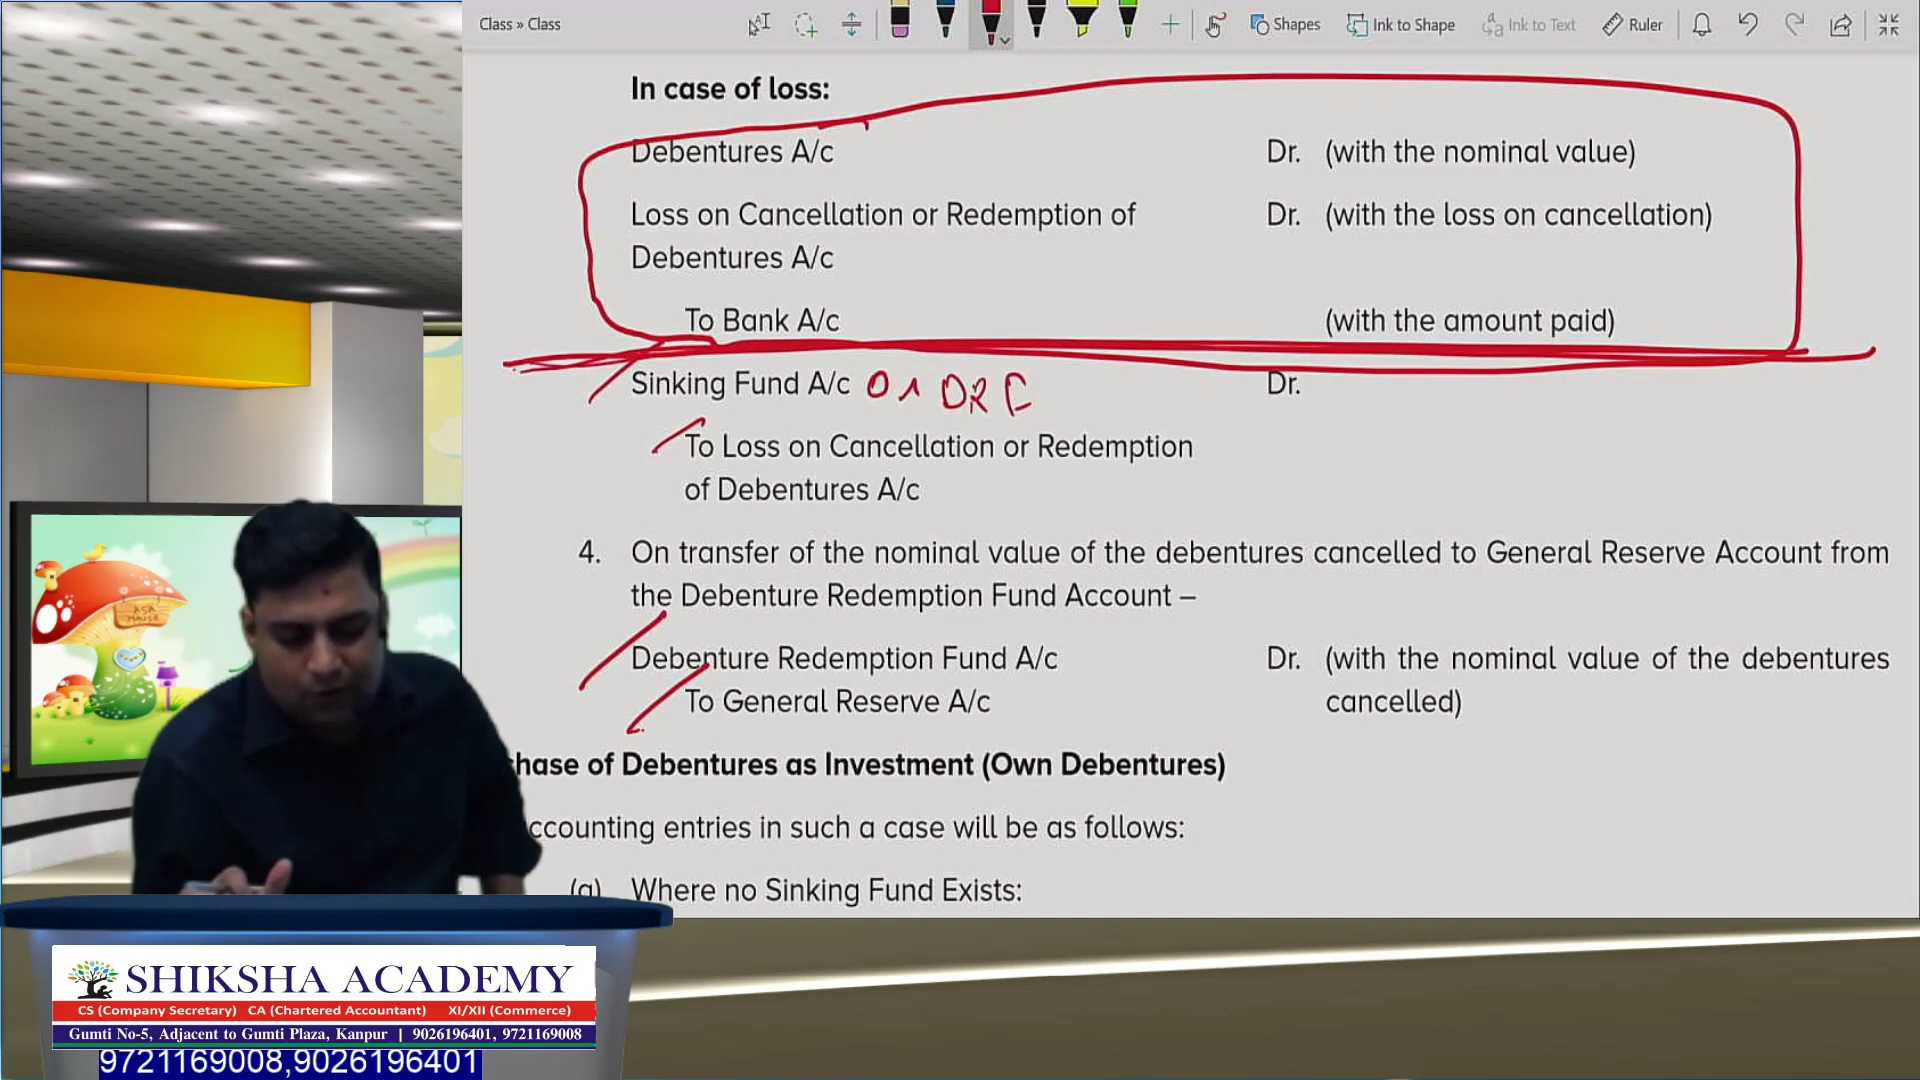 Class » Class
Shapes
Ink to Shape
Ink to Text
Ruler
In case of loss:
Debentures A/c Dr. (with the nominal value)
Loss on Cancellation or Redemption of Dr. (with the loss on cancellation)
Debentures A/c
To Bank A/c (with the amount paid)
Sinking Fund A/c Or DRF Dr.
To Loss on Cancellation or Redemption
of Debentures A/c
4. On transfer of the nominal value of the debentures cancelled to General Reserve Account from
the Debenture Redemption Fund Account –
Debenture Redemption Fund A/c Dr. (with the nominal value of the debentures
To General Reserve A/c cancelled)
hase of Debentures as Investment (Own Debentures)
ccounting entries in such a case will be as follows:
(a) Where no Sinking Fund Exists:
ASA
House
SHIKSHA ACADEMY
CS (Company Secretary) CA (Chartered Accountant) XI/XII (Commerce)
Gumti No-5, Adjacent to Gumti Plaza, Kanpur | 9026196401, 9721169008
9721169008,9026196401